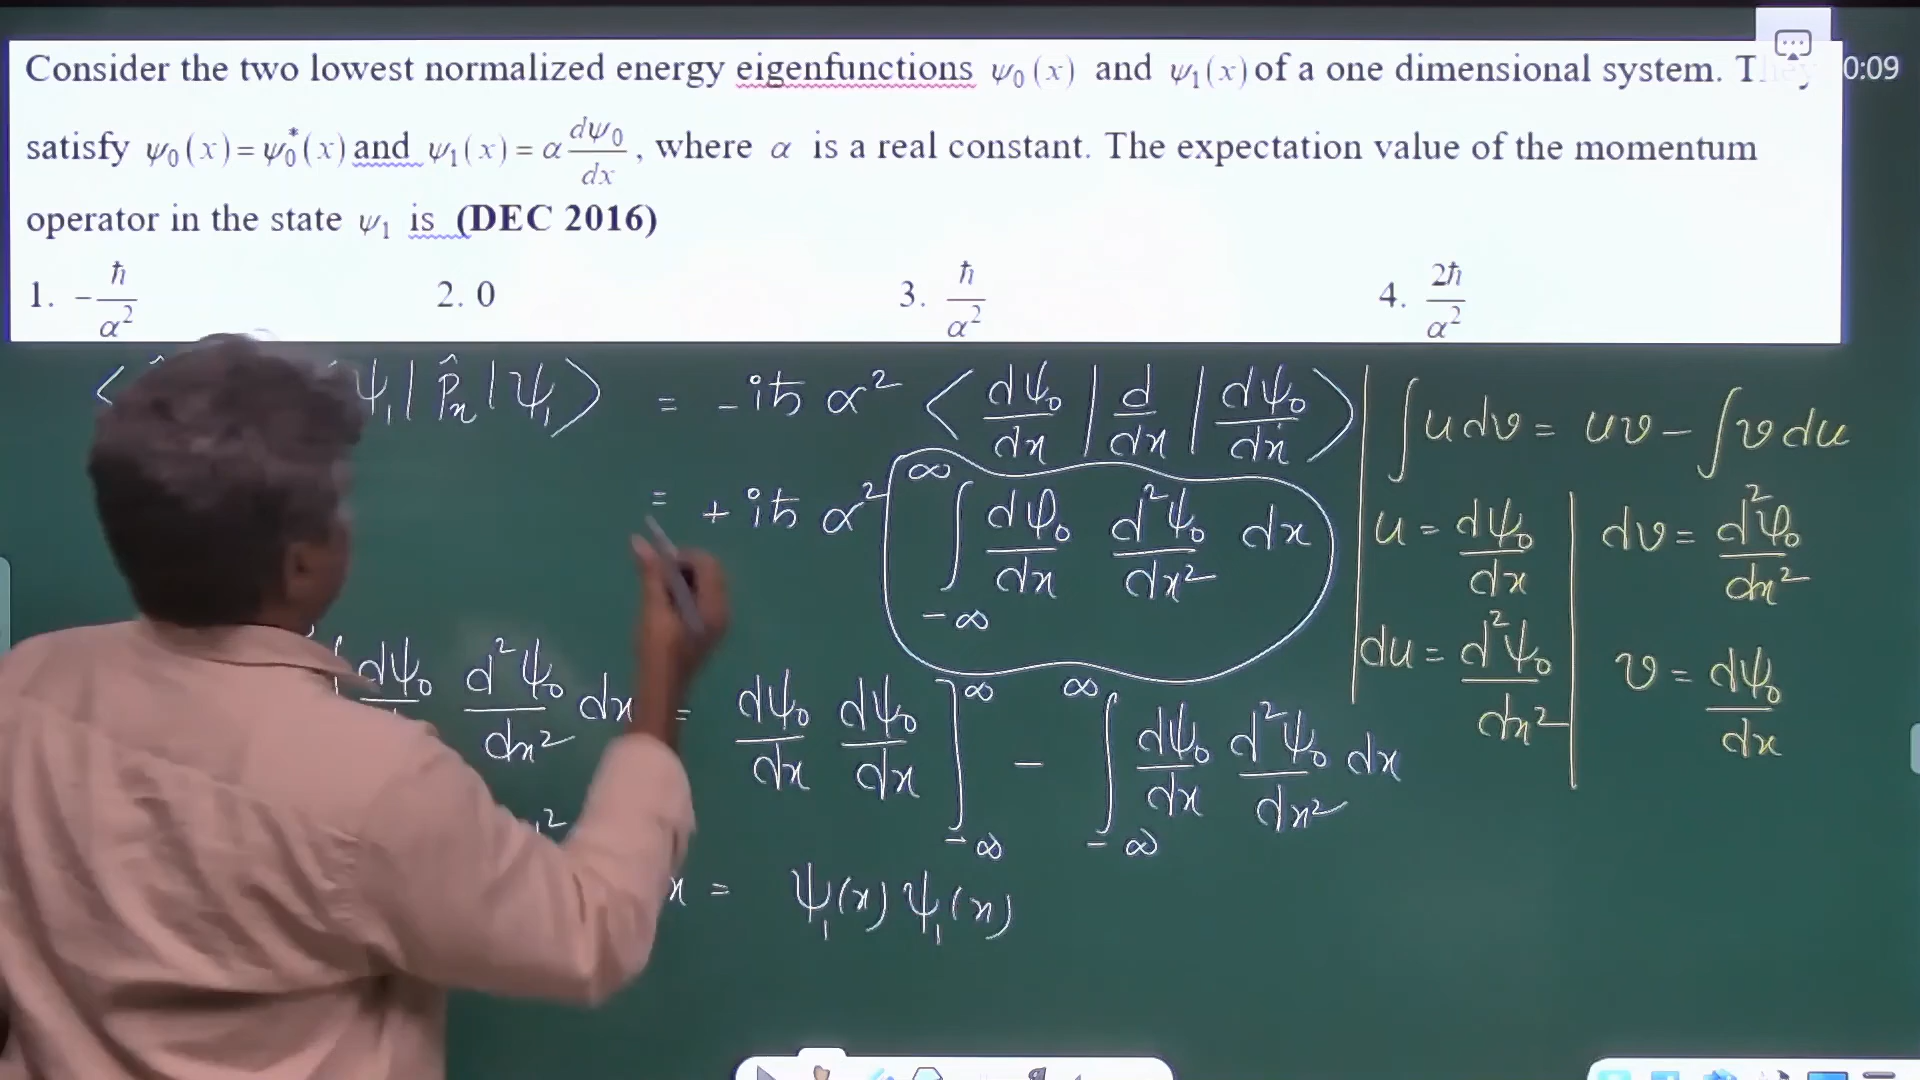 Consider the two lowest normalized energy eigenfunctions ψ₀(x) and ψ₁(x) of a one dimensional system. They
0:09
satisfy ψ₀(x) = ψ₀*(x) and ψ₁(x) = α dψ₀/dx, where α is a real constant. The expectation value of the momentum
operator in the state ψ₁ is (DEC 2016)
1. −ħ/α² 2. 0 3. ħ/α² 4. 2ħ/α²
ψ₁ | p̂ₓ | ψ₁⟩ = −iħ α² ⟨dψ₀/dx | d/dx | dψ₀/dx⟩
= +iħ α² ∫_{−∞}^{∞} dψ₀/dx d²ψ₀/dx² dx
dψ₀ d²ψ₀/dx² dx = dψ₀/dx dψ₀/dx ]_{−∞}^{∞} − ∫_{−∞}^{∞} dψ₀/dx d²ψ₀/dx² dx
x = ψ₁(x) ψ₁(x)
∫u dv = uv − ∫v du
u = dψ₀/dx
du = d²ψ₀/dx²
dv = d²ψ₀/dx²
v = dψ₀/dx